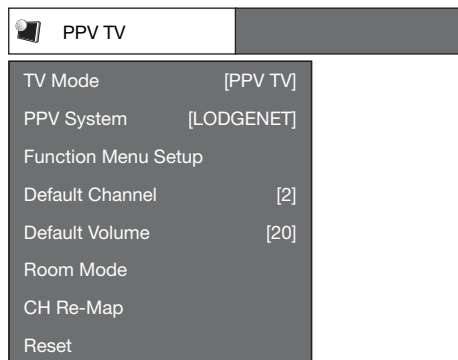 PPV TV
TV Mode [PPV TV]
PPV System [LODGENET]
Function Menu Setup
Default Channel [2]
Default Volume [20]
Room Mode
CH Re-Map
Reset